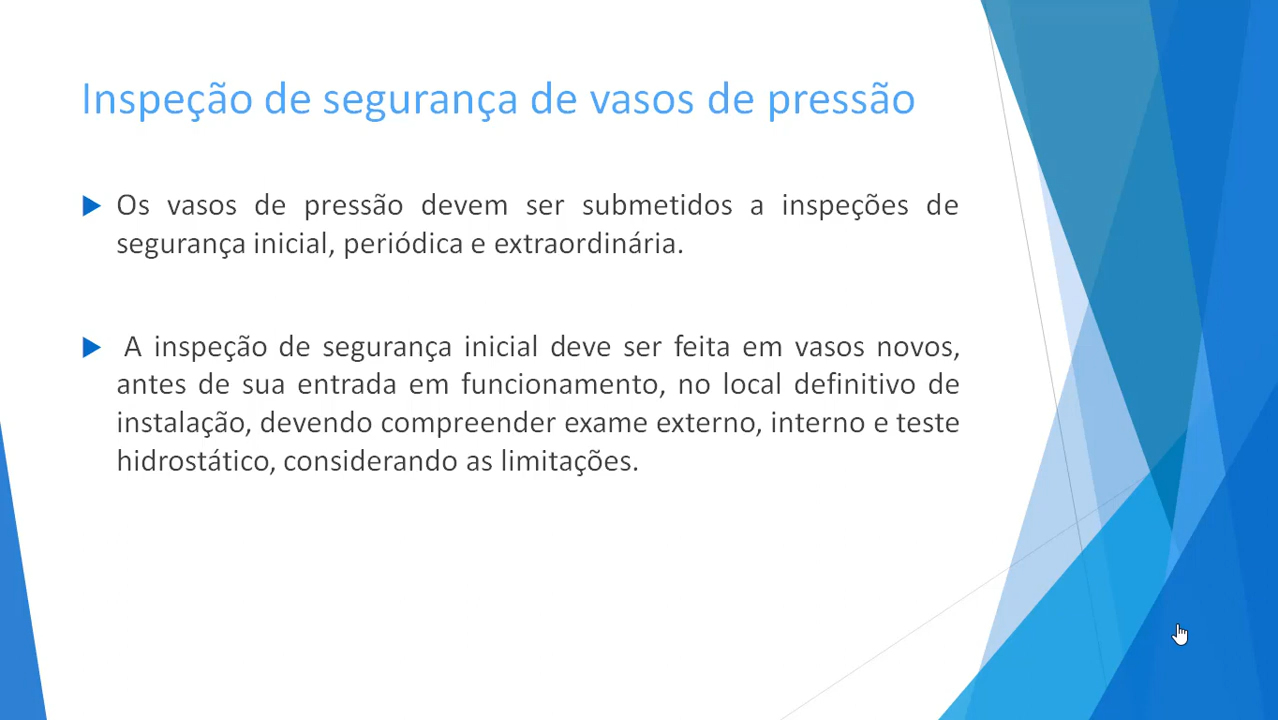 Inspeção de segurança de vasos de pressão
Os vasos de pressão devem ser submetidos a inspeções de
segurança inicial, periódica e extraordinária.
A inspeção de segurança inicial deve ser feita em vasos novos,
antes de sua entrada em funcionamento, no local definitivo de
instalação, devendo compreender exame externo, interno e teste
hidrostático, considerando as limitações.